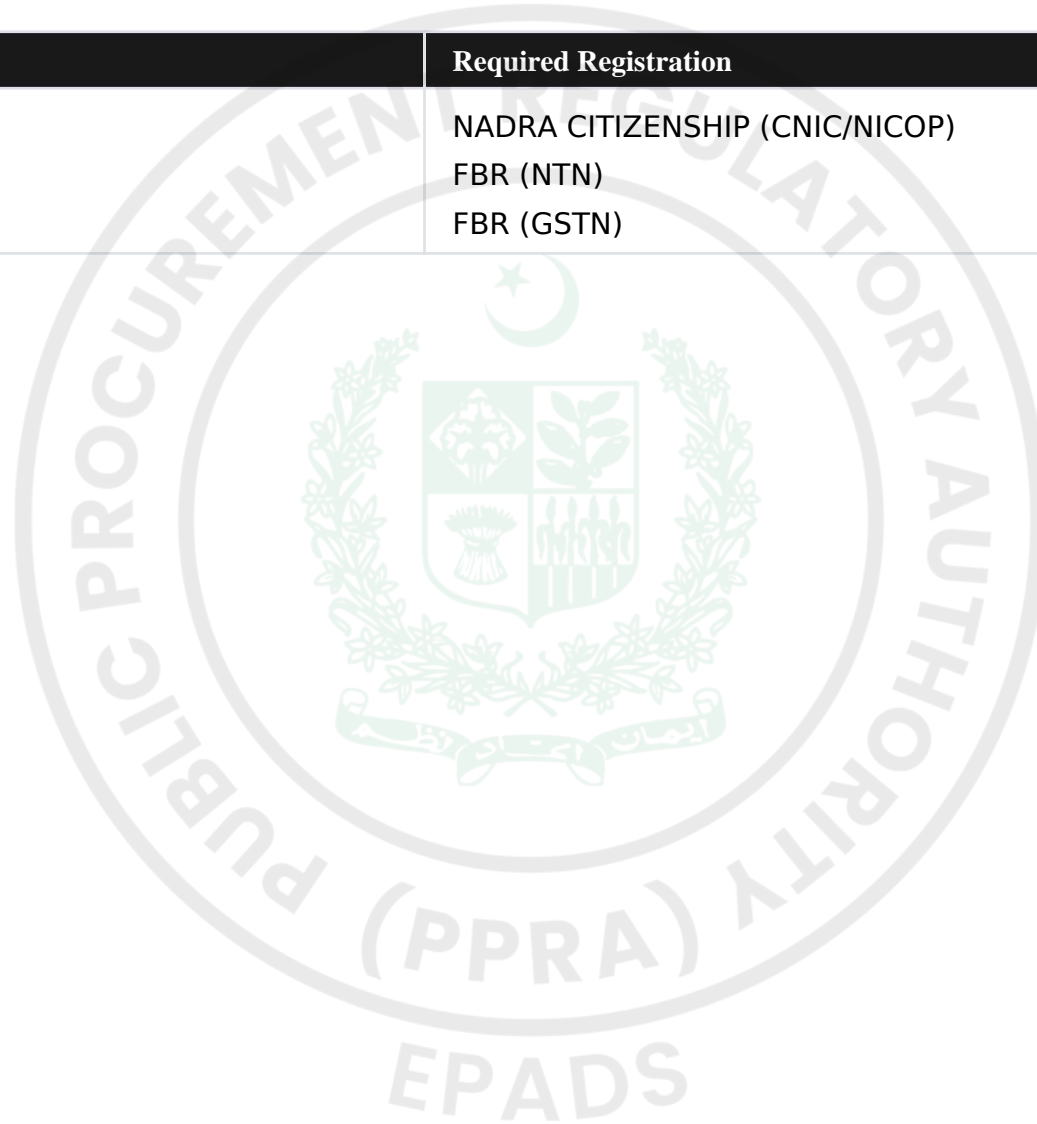 Required Registration
NADRA CITIZENSHIP (CNIC/NICOP)
FBR (NTN)
FBR (GSTN)
PUBLIC PROCUREMENT REGULATORY AUTHORITY
(PPRA)
EPADS